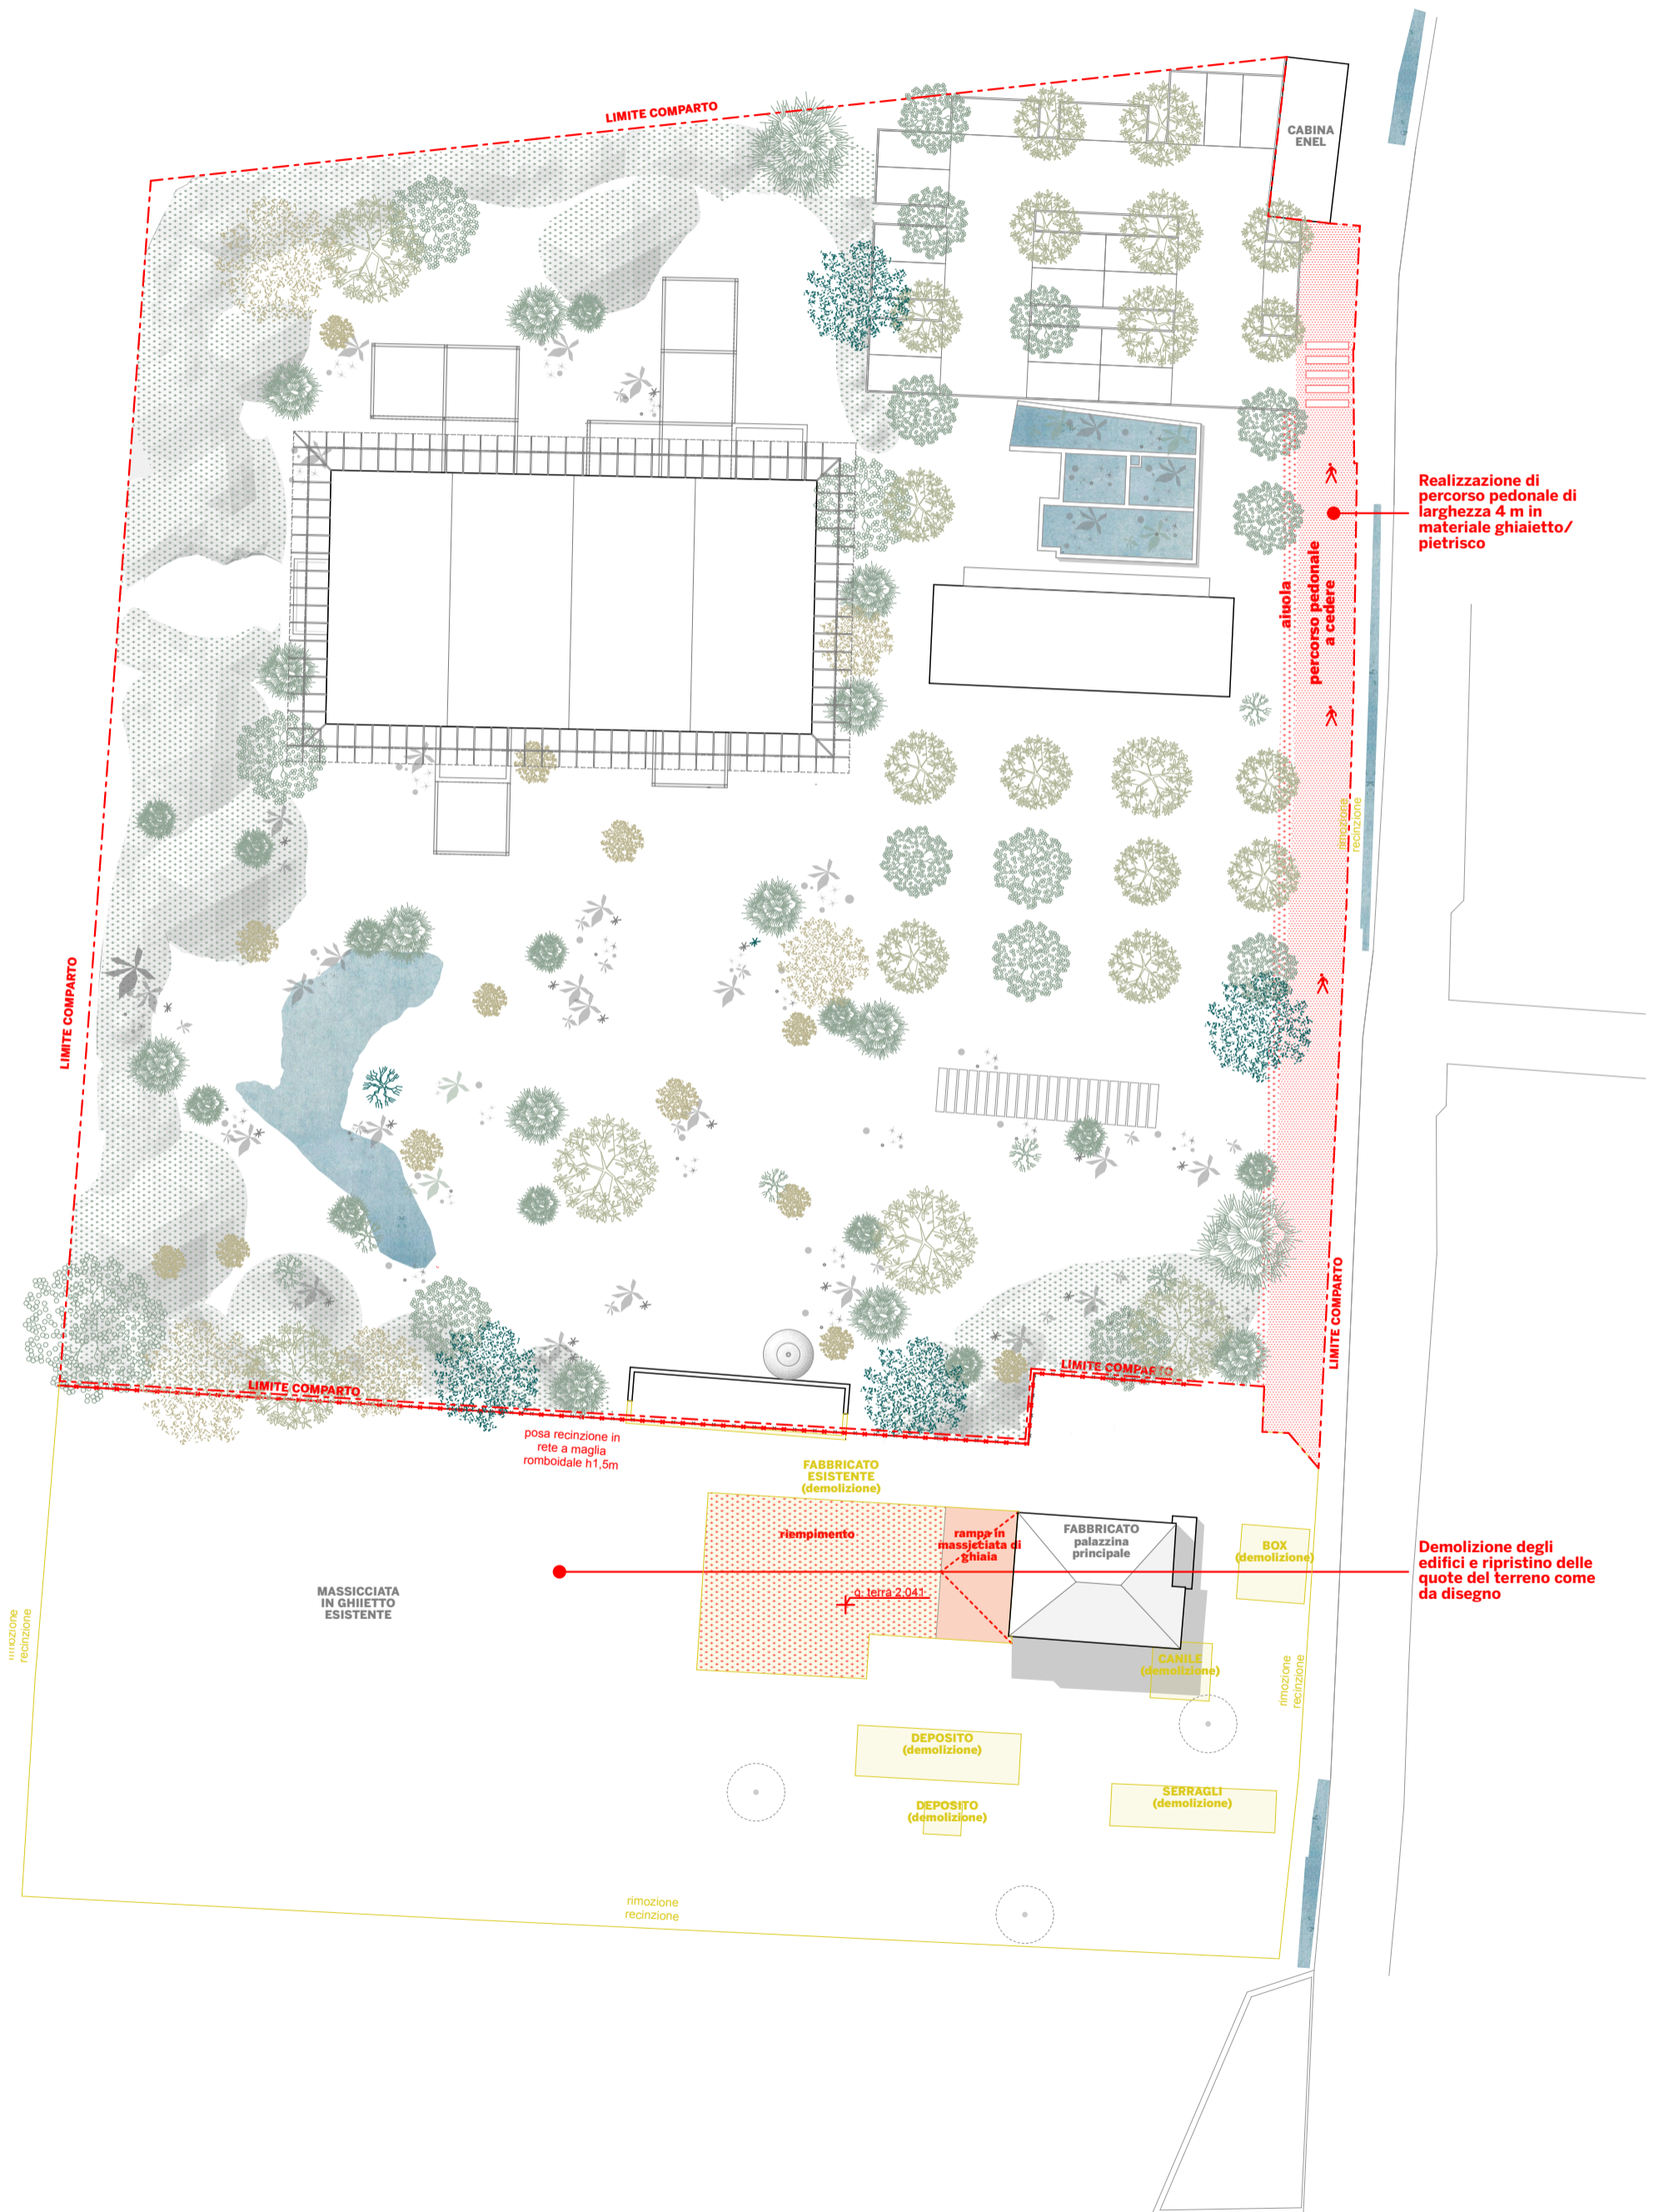 LIMITE COMPARTO
CABINA
ENEL
Realizzazione di
percorso pedonale di
larghezza 4 m in
materiale ghiaietto/
pietrisco
aiuola
percorso pedonale
a cedere
rimozione
recinzione
LIMITE COMPARTO
LIMITE COMPARTO
LIMITE COMPARTO
LIMITE COMPARTO
posa recinzione in
rete a maglia
romboidale h1,5m
FABBRICATO
ESISTENTE
(demolizione)
riempimento
rampa in
massicciata di
ghiaia
FABBRICATO
palazzina
principale
BOX
(demolizione)
Demolizione degli
edifici e ripristino delle
quote del terreno come
da disegno
q. terra 2.041
MASSICCIATA
IN GHIIETTO
ESISTENTE
rimozione
recinzione
CANILE
(demolizione)
rimozione
recinzione
DEPOSITO
(demolizione)
SERRAGLI
(demolizione)
DEPOSITO
(demolizione)
rimozione
recinzione